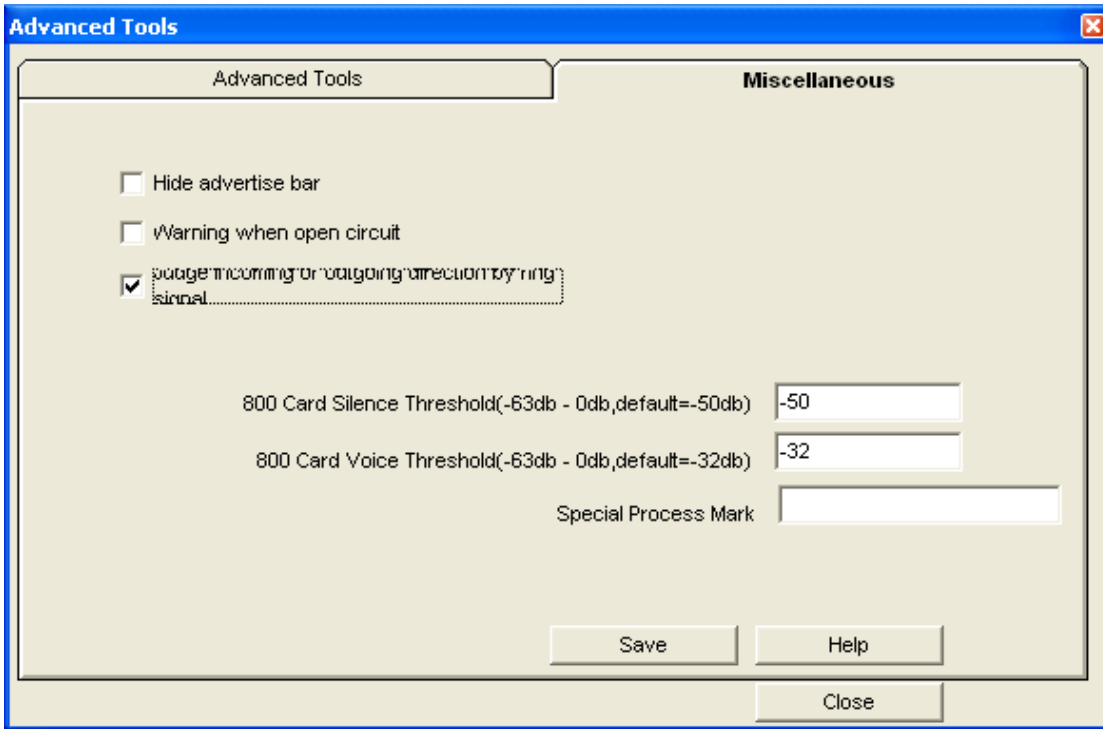 Advanced Tools
Advanced Tools
Miscellaneous
Hide advertise bar
Warning when open circuit
incoming or outgoing direction by ring
signal
800 Card Silence Threshold(-63db - 0db,default=-50db)
-50
800 Card Voice Threshold(-63db - 0db,default=-32db)
-32
Special Process Mark
Save
Help
Close